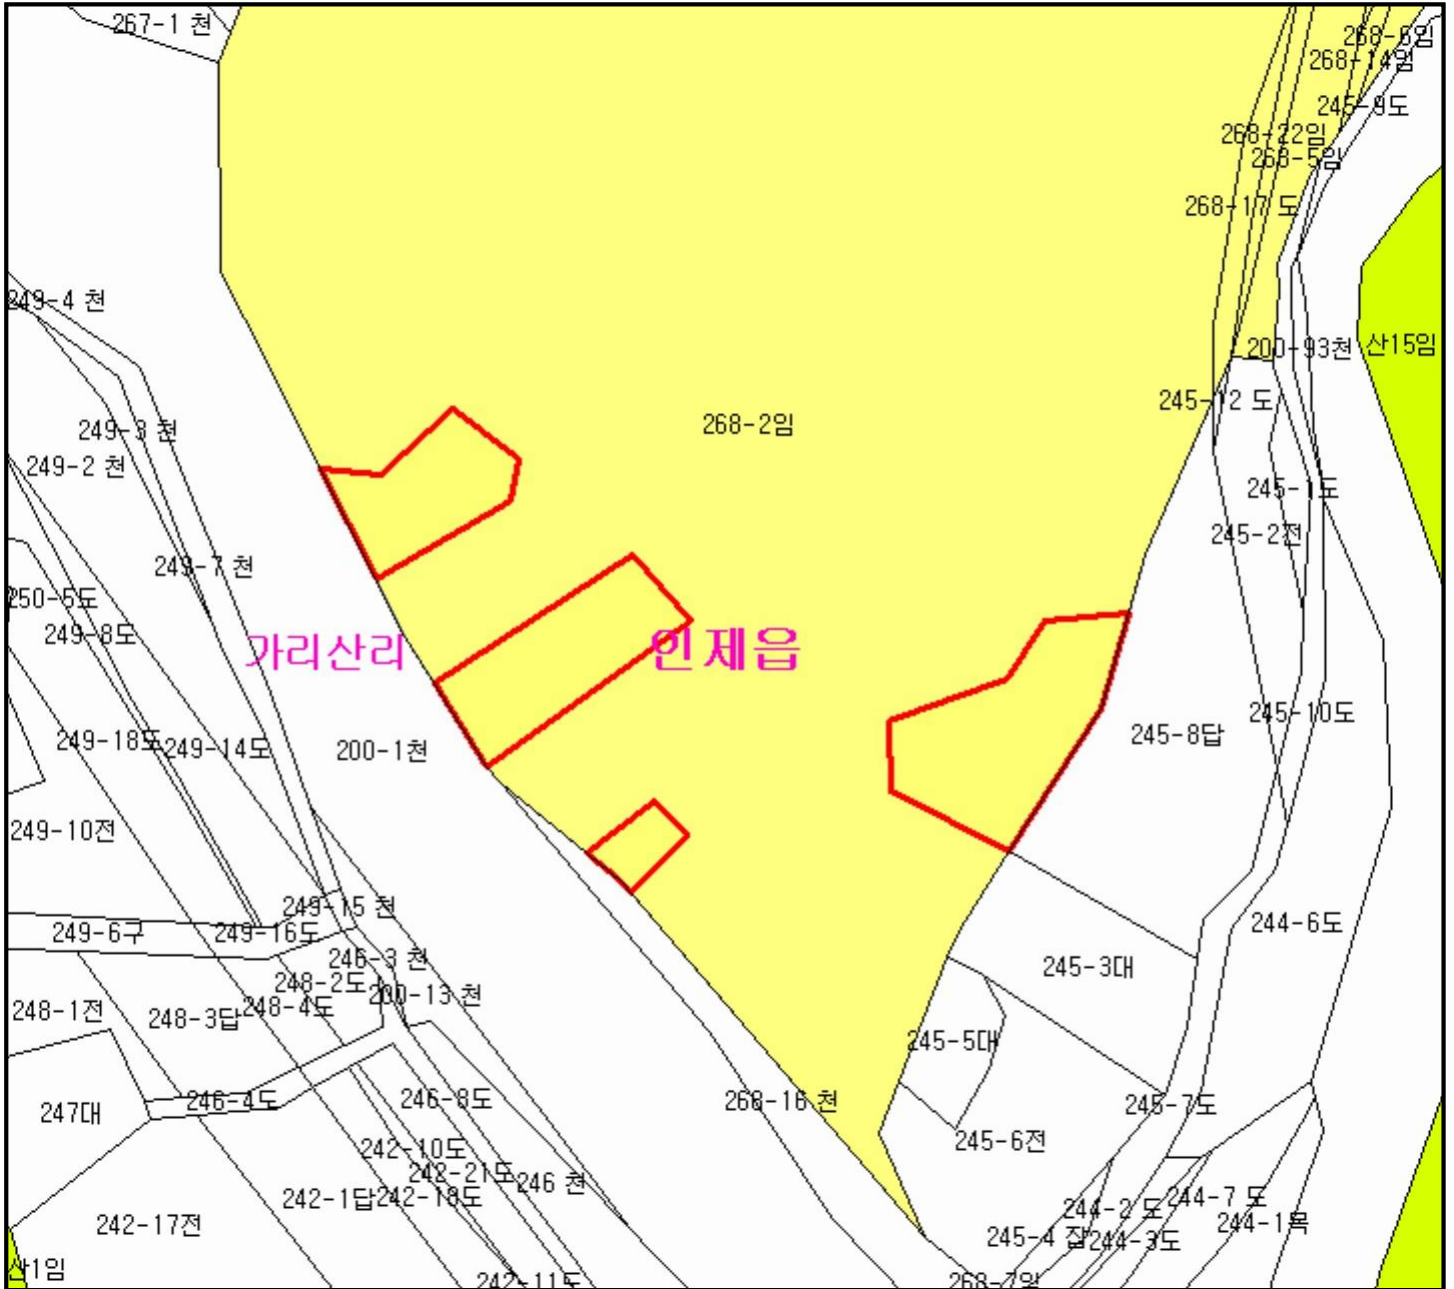 267-1 천
268-6임
268-14임
245-9도
268-22임
268-5임
268-17 도
249-4 천
200-93천
산15임
245-12 도
268-2임
249-3 천
249-2 천
245-1도
245-2전
249-7 천
250-5도
249-8도
가리산리
인제읍
249-18도
249-14도
200-1천
245-10도
245-8답
249-10전
249-15 천
249-6구
249-16도
244-6도
246-3 천
245-3대
248-2도
200-13 천
248-1전
248-3답
248-4도
245-5대
247대
246-4도
246-8도
268-16 천
245-7도
242-10도
245-6전
242-21도
246 천
242-1답
242-18도
242-17전
244-7 도
244-2 도
244-1목
245-4 잡
244-3도
산1임
242-11도
268-7임